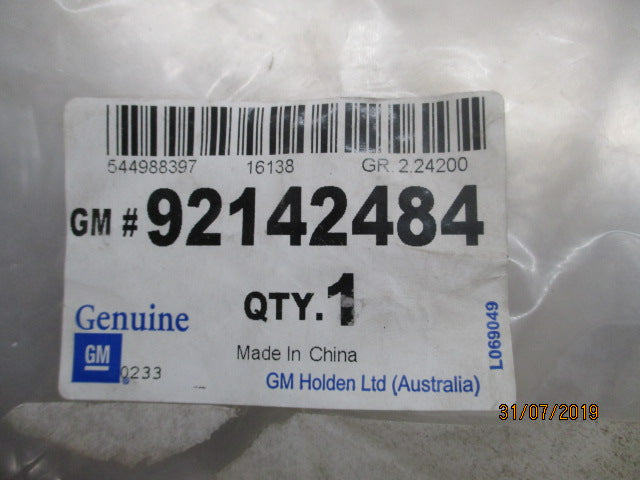 544988397 16138 GR. 2.24200
GM # 92142484
QTY. 1
Genuine
GM
0233
Made In China
GM Holden Ltd (Australia)
L069049
31/07/2019